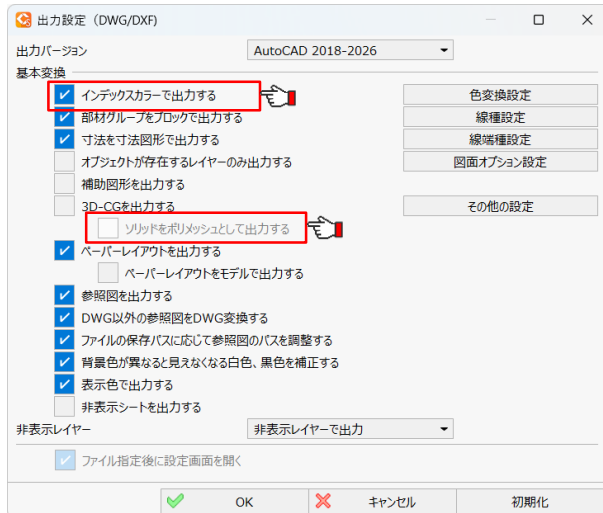 出力設定（DWG/DXF)
出力バージョン AutoCAD 2018-2026
基本変換
インデックスカラーで出力する 色変換設定
部材グループをブロックで出力する 線種設定
寸法を寸法図形で出力する 線端種設定
オブジェクトが存在するレイヤーのみ出力する 図面オプション設定
補助図形を出力する
3D-CGを出力する その他の設定
ソリッドをポリメッシュとして出力する
ペーパーレイアウトを出力する
ペーパーレイアウトをモデルで出力する
参照図を出力する
DWG以外の参照図をDWG変換する
ファイルの保存パスに応じて参照図のパスを調整する
背景色が異なると見えなくなる白色、黒色を補正する
表示色で出力する
非表示シートを出力する
非表示レイヤー 非表示レイヤーで出力
ファイル指定後に設定画面を開く
OK キャンセル 初期化